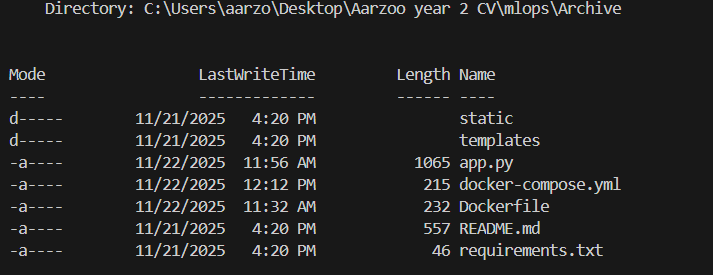 Directory: C:\Users\aarzo\Desktop\Aarzoo year 2 CV\mlops\Archive
Mode LastWriteTime Length Name
---- ------------- ------ ----
d----- 11/21/2025 4:20 PM static
d----- 11/21/2025 4:20 PM templates
-a---- 11/22/2025 11:56 AM 1065 app.py
-a---- 11/22/2025 12:12 PM 215 docker-compose.yml
-a---- 11/22/2025 11:32 AM 232 Dockerfile
-a---- 11/21/2025 4:20 PM 557 README.md
-a---- 11/21/2025 4:20 PM 46 requirements.txt